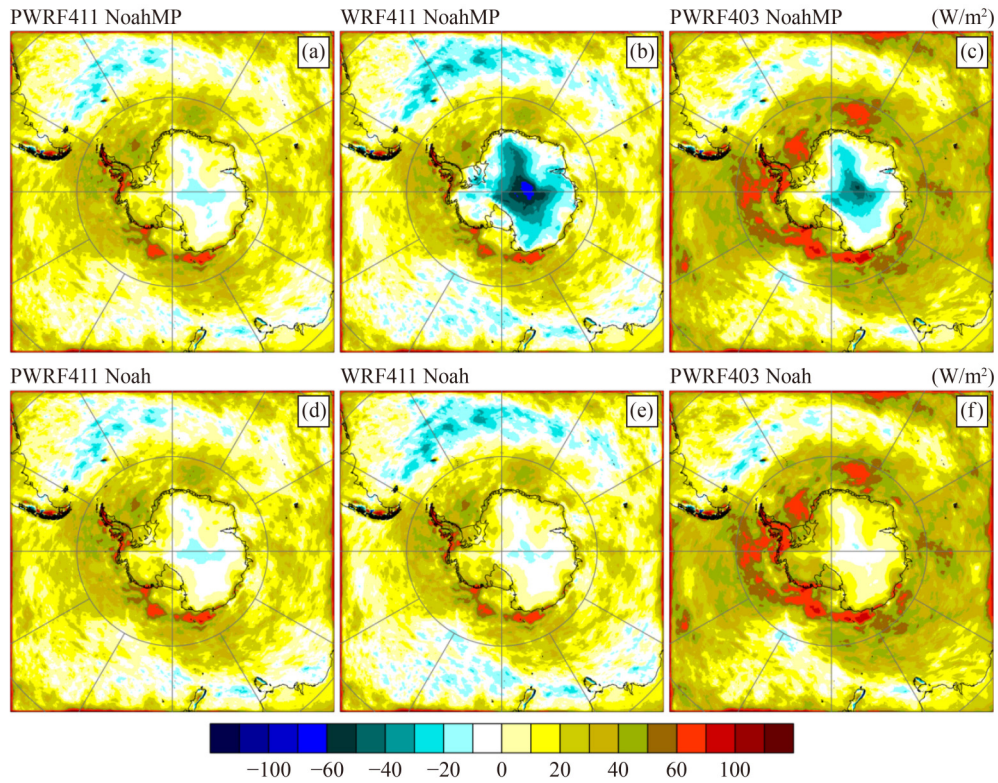 PWRF411 NoahMP WRF411 NoahMP PWRF403 NoahMP (W/m²)
(a) (b) (c)
PWRF411 Noah WRF411 Noah PWRF403 Noah (W/m²)
(d) (e) (f)
−100 −60 −40 −20 0 20 40 60 100